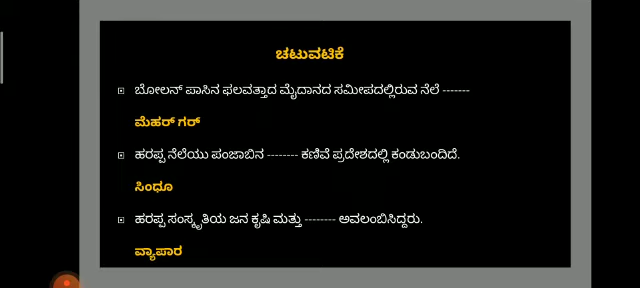 ಚಟುವಟಿಕೆ
ಬೋಲನ್ ಪಾಸಿನ ಫಲವತ್ತಾದ ಮೈದಾನದ ಸಮೀಪದಲ್ಲಿರುವ ನೆಲೆ -------
ಮೆಹರ್ ಗರ್
ಹರಪ್ಪ ನೆಲೆಯು ಪಂಜಾಬಿನ -------- ಕಣಿವೆ ಪ್ರದೇಶದಲ್ಲಿ ಕಂಡುಬಂದಿದೆ.
ಸಿಂಧೂ
ಹರಪ್ಪ ಸಂಸ್ಕೃತಿಯ ಜನ ಕೃಷಿ ಮತ್ತು -------- ಅವಲಂಬಿಸಿದ್ದರು.
ವ್ಯಾಪಾರ